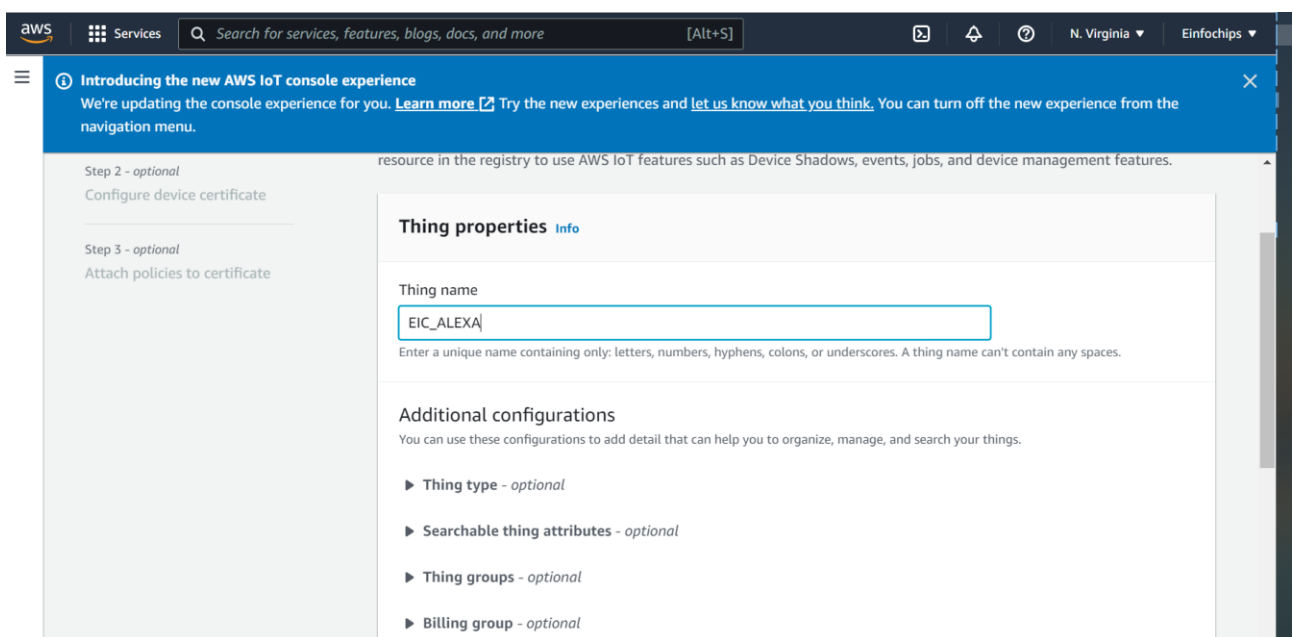 aws Services Search for services, features, blogs, docs, and more [Alt+S] N. Virginia ▼ Einfochips ▼
Introducing the new AWS IoT console experience
We're updating the console experience for you. Learn more Try the new experiences and let us know what you think. You can turn off the new experience from the
navigation menu.
Step 2 - optional
Configure device certificate
Step 3 - optional
Attach policies to certificate
resource in the registry to use AWS IoT features such as Device Shadows, events, jobs, and device management features.
Thing properties Info
Thing name
EIC_ALEXA
Enter a unique name containing only: letters, numbers, hyphens, colons, or underscores. A thing name can't contain any spaces.
Additional configurations
You can use these configurations to add detail that can help you to organize, manage, and search your things.
Thing type - optional
Searchable thing attributes - optional
Thing groups - optional
Billing group - optional